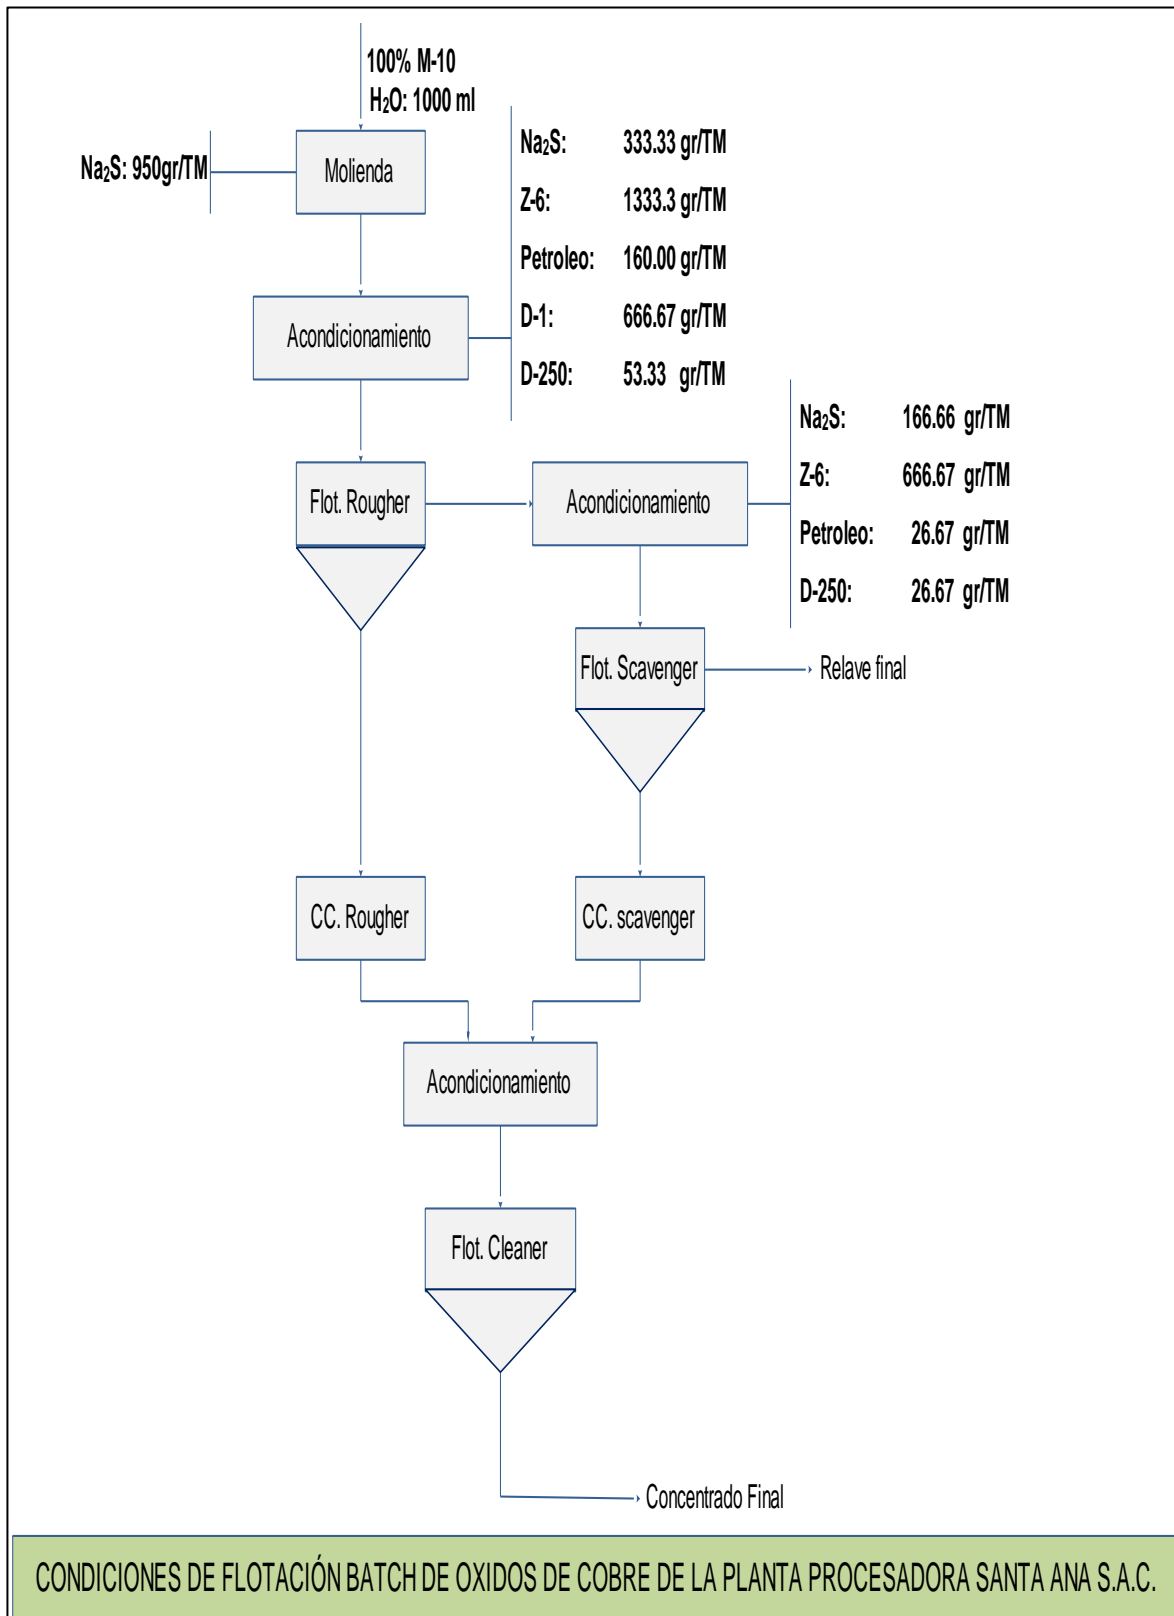 100% M-10
H₂O: 1000 ml
Na₂S: 950gr/TM
Molienda
Na₂S: 333.33 gr/TM
Z-6: 1333.3 gr/TM
Petroleo: 160.00 gr/TM
D-1: 666.67 gr/TM
D-250: 53.33 gr/TM
Acondicionamiento
Na₂S: 166.66 gr/TM
Z-6: 666.67 gr/TM
Petroleo: 26.67 gr/TM
D-250: 26.67 gr/TM
Flot. Rougher
Acondicionamiento
Flot. Scavenger
Relave final
CC. Rougher
CC. scavenger
Acondicionamiento
Flot. Cleaner
Concentrado Final
CONDICIONES DE FLOTACIÓN BATCH DE OXIDOS DE COBRE DE LA PLANTA PROCESADORA SANTA ANA S.A.C.